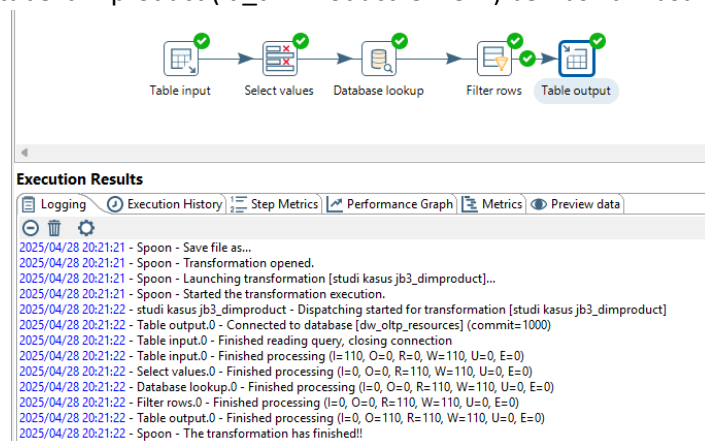 Table input
Select values
Database lookup
Filter rows
Table output
Execution Results
Logging
Execution History
Step Metrics
Performance Graph
Metrics
Preview data
2025/04/28 20:21:21 - Spoon - Save file as...
2025/04/28 20:21:21 - Spoon - Transformation opened.
2025/04/28 20:21:21 - Spoon - Launching transformation [studi kasus jb3_dimproduct]...
2025/04/28 20:21:21 - Spoon - Started the transformation execution.
2025/04/28 20:21:22 - studi kasus jb3_dimproduct - Dispatching started for transformation [studi kasus jb3_dimproduct]
2025/04/28 20:21:22 - Table output.0 - Connected to database [dw_oltp_resources] (commit=1000)
2025/04/28 20:21:22 - Table input.0 - Finished reading query, closing connection
2025/04/28 20:21:22 - Table input.0 - Finished processing (I=110, O=0, R=0, W=110, U=0, E=0)
2025/04/28 20:21:22 - Select values.0 - Finished processing (I=0, O=0, R=110, W=110, U=0, E=0)
2025/04/28 20:21:22 - Database lookup.0 - Finished processing (I=0, O=0, R=110, W=110, U=0, E=0)
2025/04/28 20:21:22 - Filter rows.0 - Finished processing (I=0, O=0, R=110, W=110, U=0, E=0)
2025/04/28 20:21:22 - Table output.0 - Finished processing (I=0, O=110, R=110, W=110, U=0, E=0)
2025/04/28 20:21:22 - Spoon - The transformation has finished!!